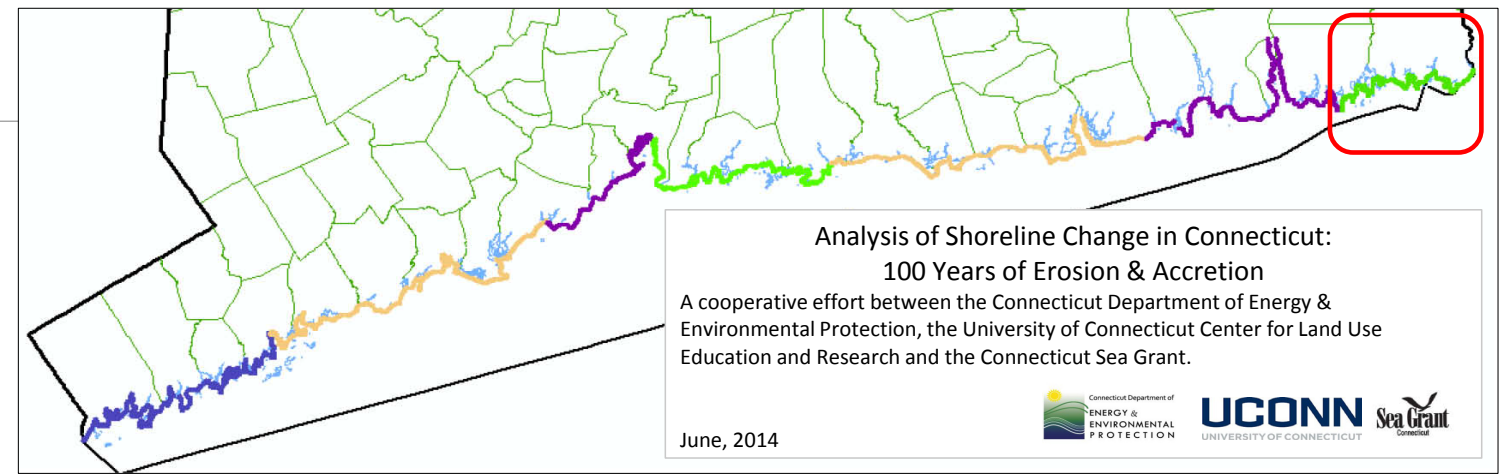 Analysis of Shoreline Change in Connecticut:
100 Years of Erosion & Accretion
A cooperative effort between the Connecticut Department of Energy &
Environmental Protection, the University of Connecticut Center for Land Use
Education and Research and the Connecticut Sea Grant.
Connecticut Department of
ENERGY &
ENVIRONMENTAL
PROTECTION
UCONN
UNIVERSITY OF CONNECTICUT
Sea Grant
Connecticut
June, 2014